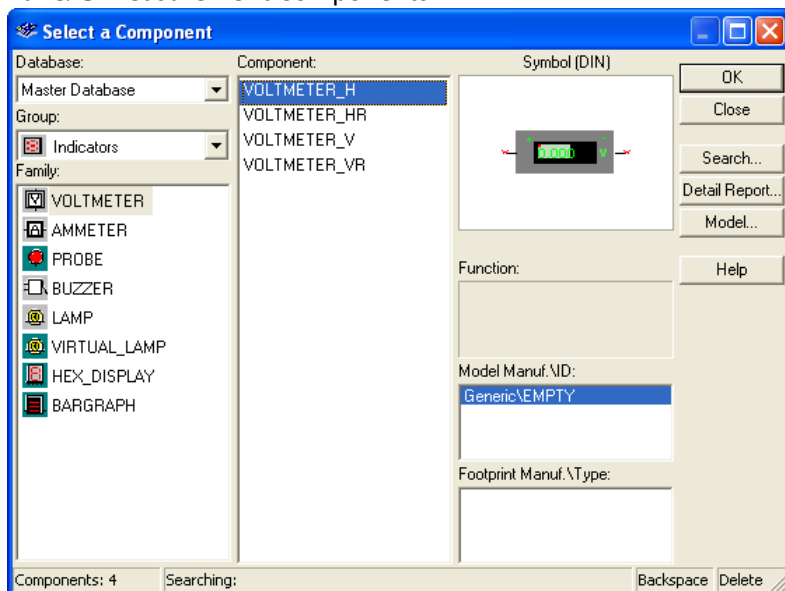 Select a Component
Database:
Master Database
Group:
Indicators
Family:
VOLTMETER
AMMETER
PROBE
BUZZER
LAMP
VIRTUAL_LAMP
HEX_DISPLAY
BARGRAPH
Component:
VOLTMETER_H
VOLTMETER_HR
VOLTMETER_V
VOLTMETER_VR
Symbol (DIN)
0.000 V
Function:
Model Manuf.\ID:
Generic\EMPTY
Footprint Manuf.\Type:
OK
Close
Search...
Detail Report...
Model...
Help
Components: 4
Searching:
Backspace
Delete